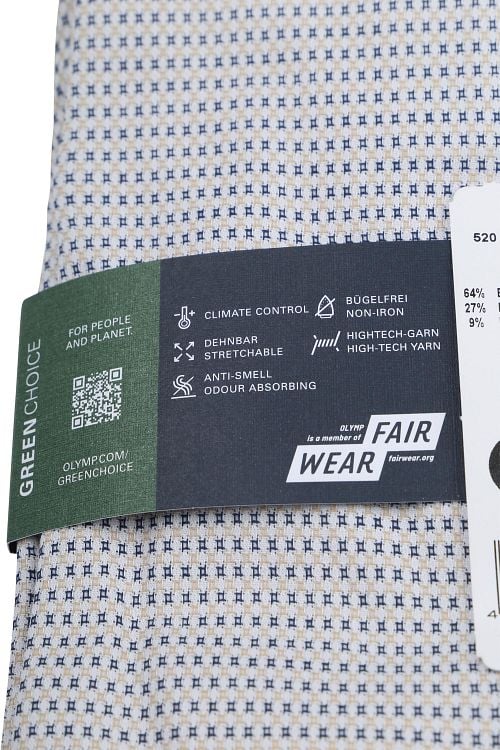 GREEN CHOICE
FOR PEOPLE
AND PLANET.
OLYMP.COM/
GREENCHOICE
CLIMATE CONTROL
DEHNBAR
STRETCHABLE
ANTI-SMELL
ODOUR ABSORBING
BÜGELFREI
NON-IRON
HIGHTECH-GARN
HIGH-TECH YARN
OLYMP
is a member of
FAIR
WEAR
fairwear.org
520
64%
27%
9%
4